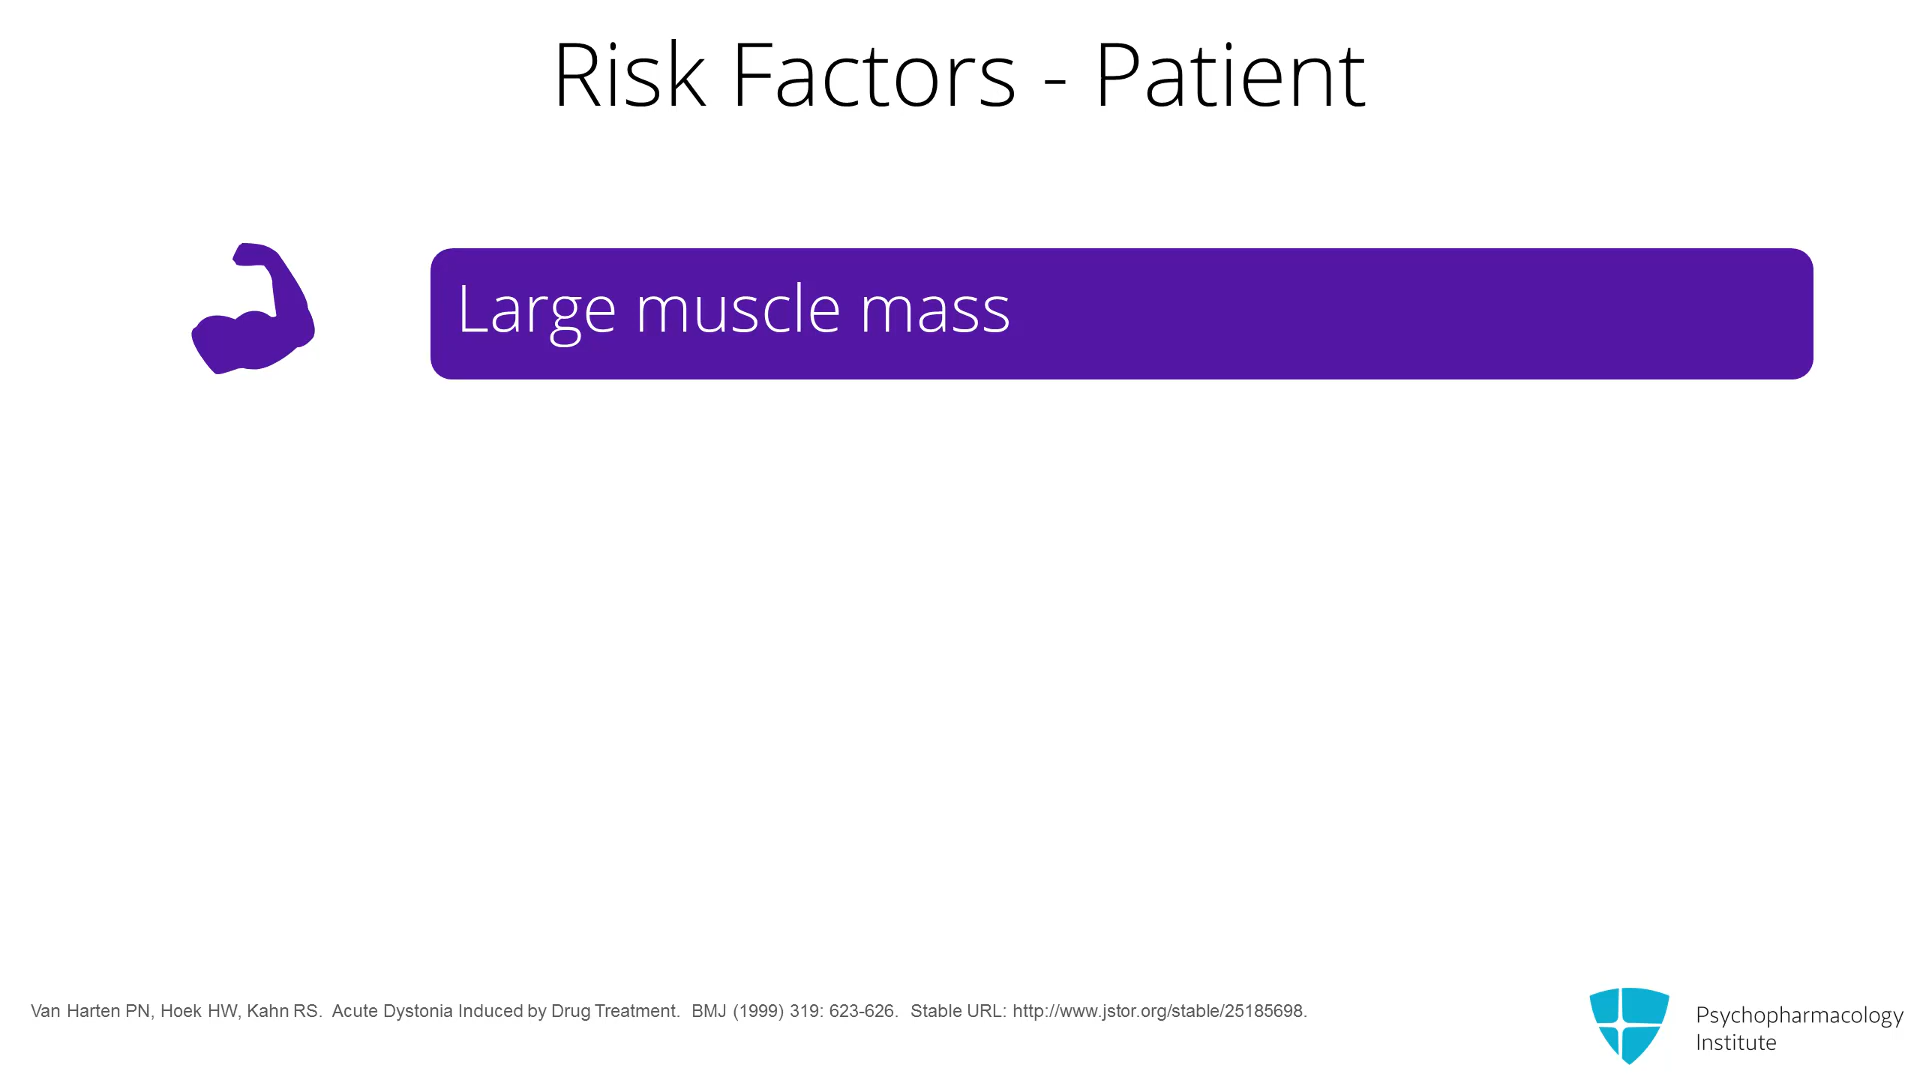 Risk Factors - Patient
Large muscle mass
Van Harten PN, Hoek HW, Kahn RS. Acute Dystonia Induced by Drug Treatment. BMJ (1999) 319: 623-626. Stable URL: http://www.jstor.org/stable/25185698.
Psychopharmacology
Institute